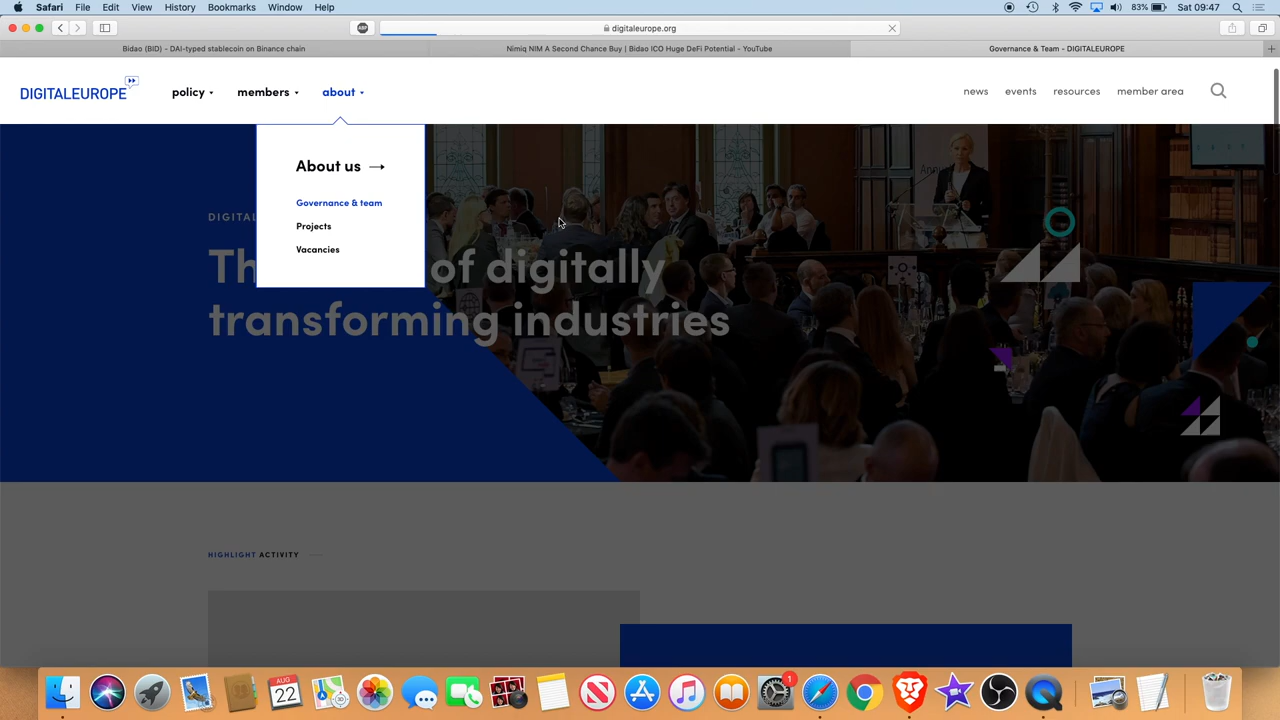 Safari File Edit View History Bookmarks Window Help
83% Sat 09:47
ABP
digitaleurope.org
Bidao (BID) - DAI-typed stablecoin on Binance chain
Nimiq NIM A Second Chance Buy | Bidao ICO Huge DeFi Potential - YouTube
Governance & Team - DIGITALEUROPE
DIGITALEUROPE
policy
members
about
news
events
resources
member area
About us
Governance & team
Projects
Vacancies
DIGITAL
Th of digitally
transforming industries
HIGHLIGHT ACTIVITY
AUG
22
1